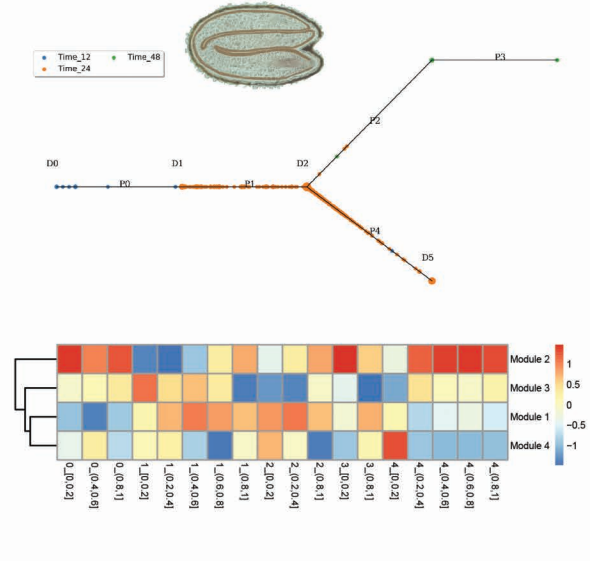 Time_12 Time_48
Time_24
P3
P2
D0 D1 D2
P0 P1
P4
D5
Module 2
Module 3
Module 1
Module 4
1
0.5
0
−0.5
−1
0_[0,0.2]
0_(0.4,0.6]
0_(0.8,1]
1_[0,0.2]
1_(0.2,0.4]
1_(0.4,0.6]
1_(0.6,0.8]
1_(0.8,1]
2_[0,0.2]
2_(0.2,0.4]
2_(0.8,1]
3_[0,0.2]
3_(0.8,1]
4_[0,0.2]
4_(0.2,0.4]
4_(0.4,0.6]
4_(0.6,0.8]
4_(0.8,1]